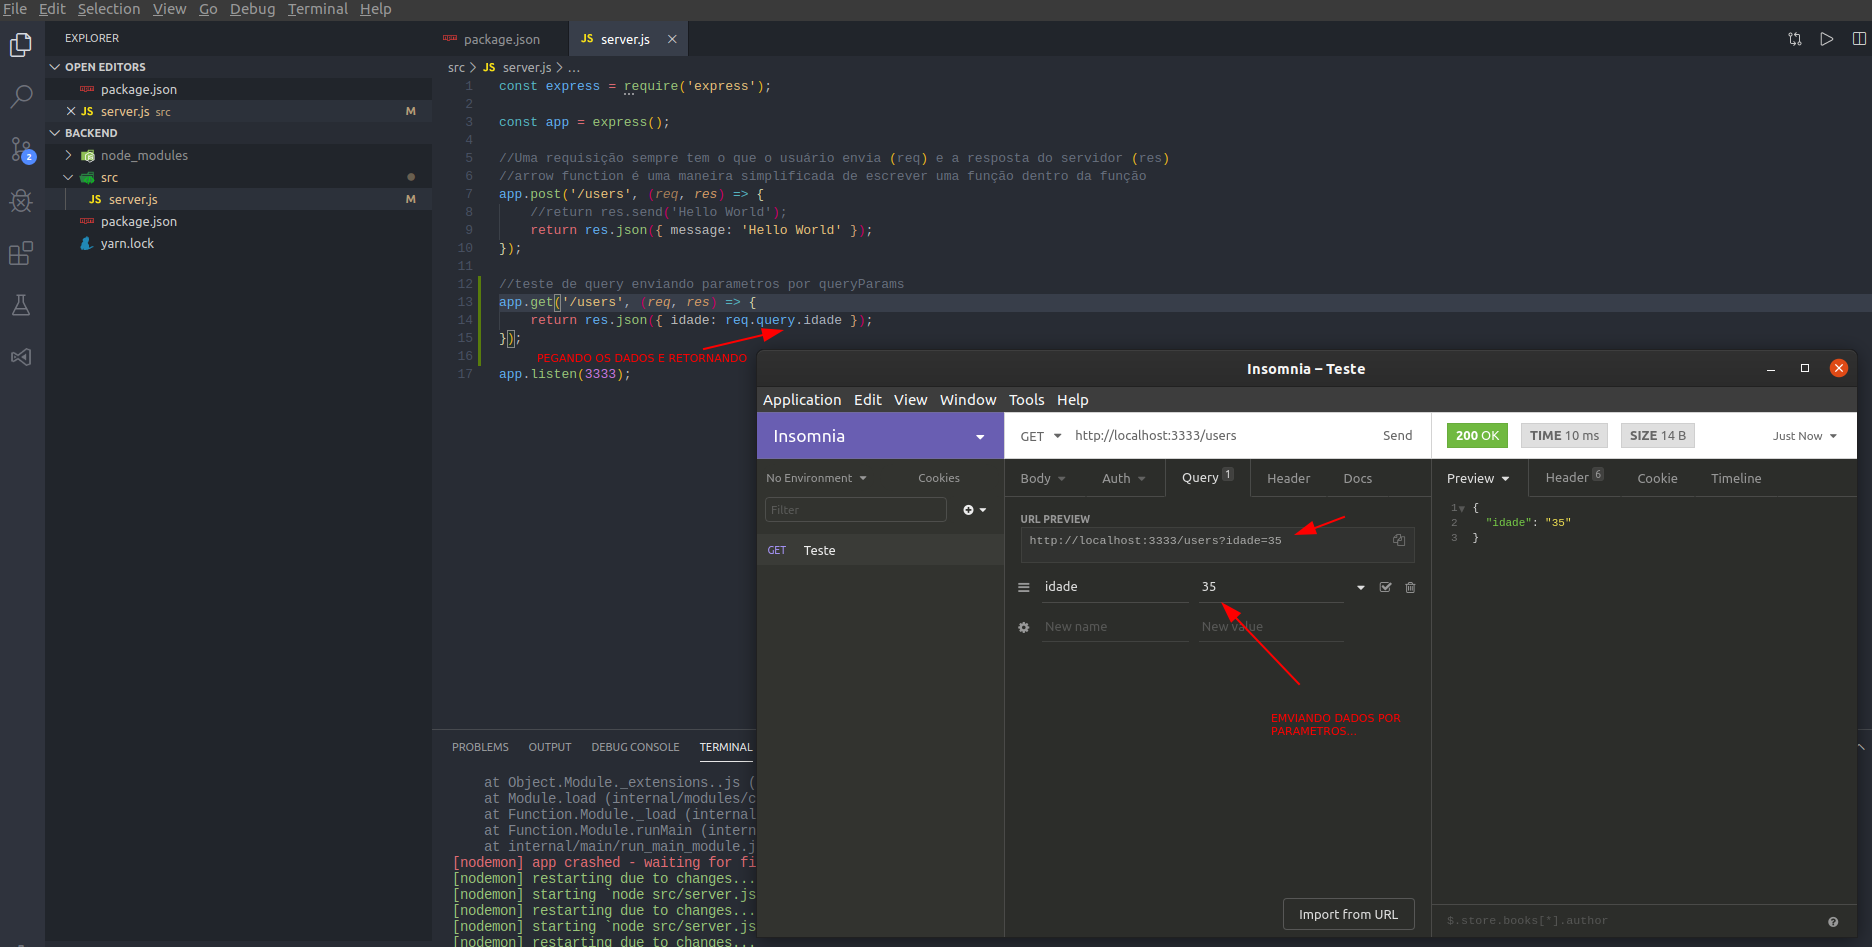 File Edit Selection View Go Debug Terminal Help
EXPLORER
OPEN EDITORS
package.json
server.js src M
BACKEND
node_modules
src
server.js M
package.json
yarn.lock
2
package.json
JS server.js
src > JS server.js > ...
1 const express = require('express');
2
3 const app = express();
4
5 //Uma requisição sempre tem o que o usuário envia (req) e a resposta do servidor (res)
6 //arrow function é uma maneira simplificada de escrever uma função dentro da função
7 app.post('/users', (req, res) => {
8 //return res.send('Hello World');
9 return res.json({ message: 'Hello World' });
10 });
11
12 //teste de query enviando parametros por queryParams
13 app.get('/users', (req, res) => {
14 return res.json({ idade: req.query.idade });
15 });
16
PEGANDO OS DADOS E RETORNANDO
17 app.listen(3333);
PROBLEMS OUTPUT DEBUG CONSOLE TERMINAL
at Object.Module._extensions..js (
at Module.load (internal/modules/c
at Function.Module._load (internal
at Function.Module.runMain (intern
at internal/main/run_main_module.j
[nodemon] app crashed - waiting for fi
[nodemon] restarting due to changes...
[nodemon] starting `node src/server.js
[nodemon] restarting due to changes...
[nodemon] starting `node src/server.js
[nodemon] restarting due to changes...
Insomnia – Teste
Application Edit View Window Tools Help
Insomnia
GET http://localhost:3333/users Send
200 OK TIME 10 ms SIZE 14 B Just Now
No Environment Cookies
Filter
GET Teste
Body Auth Query 1 Header Docs
URL PREVIEW
http://localhost:3333/users?idade=35
idade 35
New name New value
EMVIANDO DADOS POR
PARAMETROS...
Import from URL
Preview Header 6 Cookie Timeline
1 {
2 "idade": "35"
3 }
$.store.books[*].author